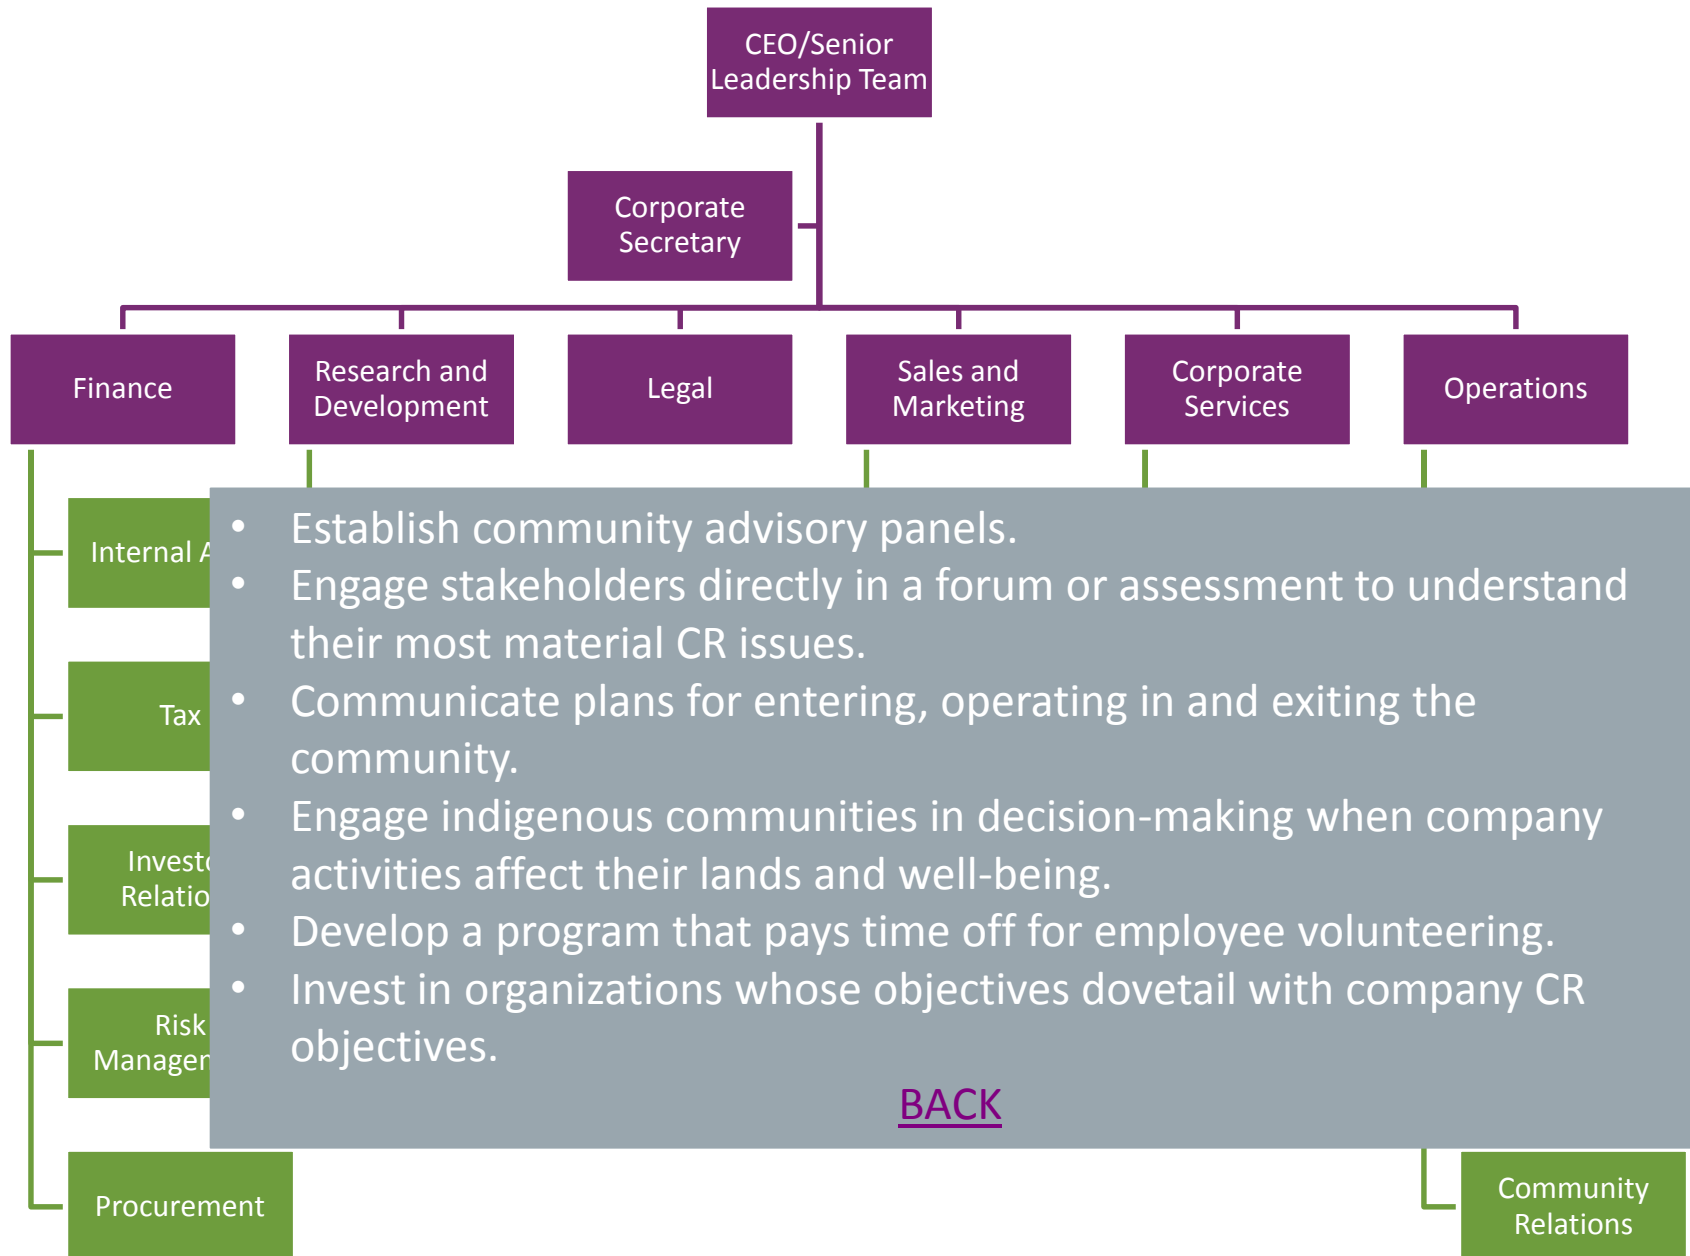 CEO/Senior
Leadership Team
Corporate
Secretary
Finance
Research and
Development
Legal
Sales and
Marketing
Corporate
Services
Operations
Internal
Tax
Risk
Procurement
• Establish community advisory panels.
• Engage stakeholders directly in a forum or assessment to understand
their most material CR issues.
• Communicate plans for entering, operating in and exiting the
community.
• Engage indigenous communities in decision-making when company
activities affect their lands and well-being.
• Develop a program that pays time off for employee volunteering.
• Invest in organizations whose objectives dovetail with company CR
objectives.
BACK
Community
Relations